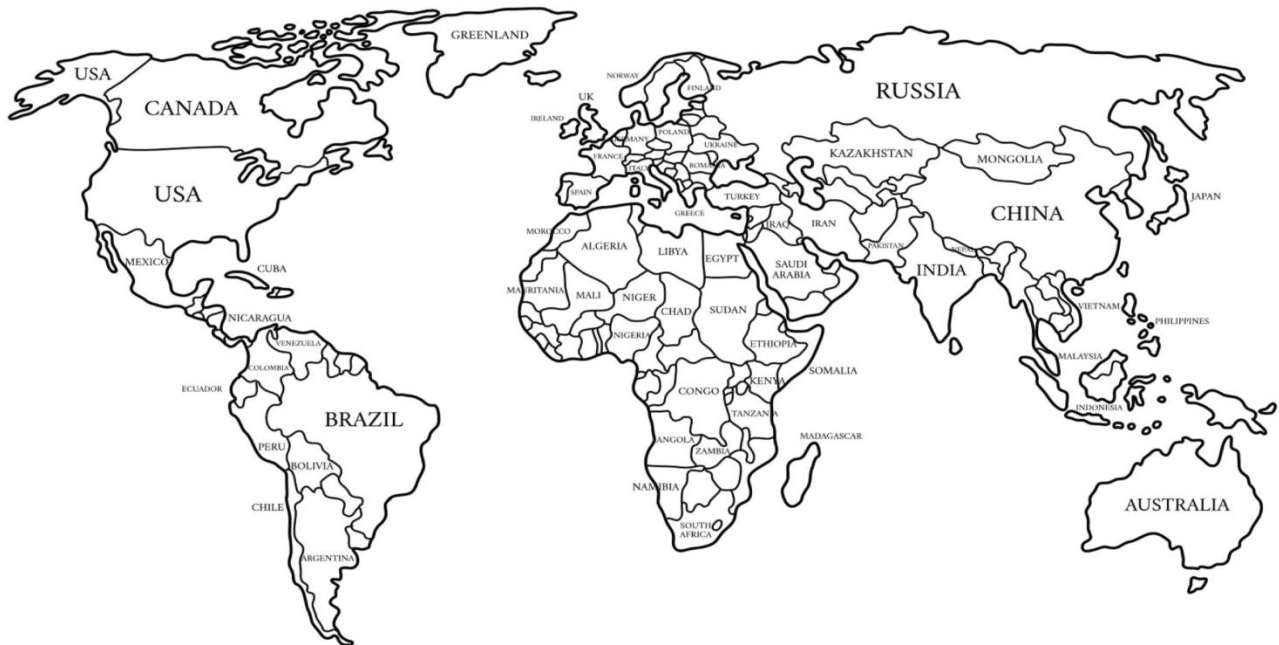 GREENLAND
USA
CANADA
USA
MEXICO
CUBA
NICARAGUA
VENEZUELA
COLOMBIA
ECUADOR
BRAZIL
PERU
BOLIVIA
CHILE
ARGENTINA
NORWAY
FINLAND
UK
IRELAND
GERMANY
POLAND
FRANCE
UKRAINE
ITALY
ROMANIA
SPAIN
GREECE
TURKEY
RUSSIA
KAZAKHSTAN
MONGOLIA
CHINA
JAPAN
IRAQ
IRAN
PAKISTAN
NEPAL
INDIA
SAUDI
ARABIA
VIETNAM
PHILIPPINES
MALAYSIA
INDONESIA
MOROCCO
ALGERIA
LIBYA
EGYPT
MAURITANIA
MALI
NIGER
CHAD
SUDAN
NIGERIA
ETHIOPIA
SOMALIA
CONGO
KENYA
TANZANIA
ANGOLA
ZAMBIA
MADAGASCAR
NAMIBIA
SOUTH
AFRICA
AUSTRALIA